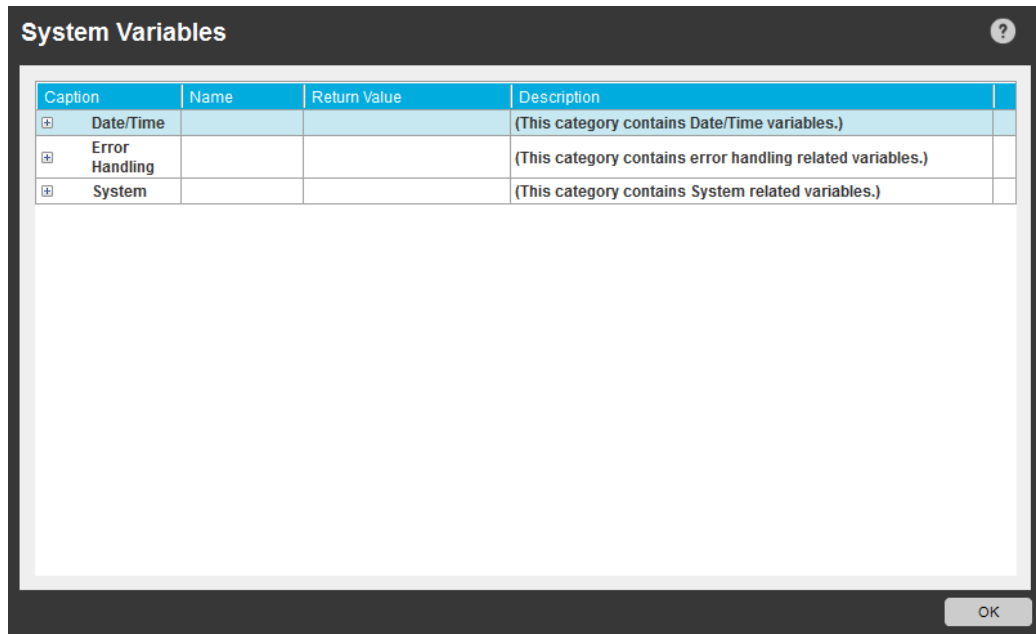 System Variables
?
Caption Name Return Value Description
Date/Time (This category contains Date/Time variables.)
Error
Handling (This category contains error handling related variables.)
System (This category contains System related variables.)
OK